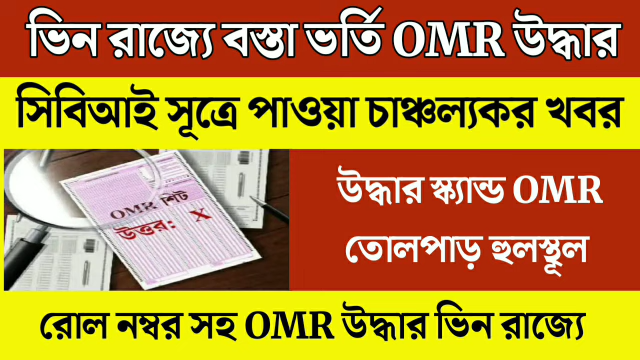 ভিন রাজ্যে বস্তা ভর্তি OMR উদ্ধার
সিবিআই সূত্রে পাওয়া চাঞ্চল্যকর খবর
OMR শিট
উত্তর: X
উদ্ধার স্ক্যান্ড OMR
তোলপাড় হুলস্থূল
রোল নম্বর সহ OMR উদ্ধার ভিন রাজ্যে